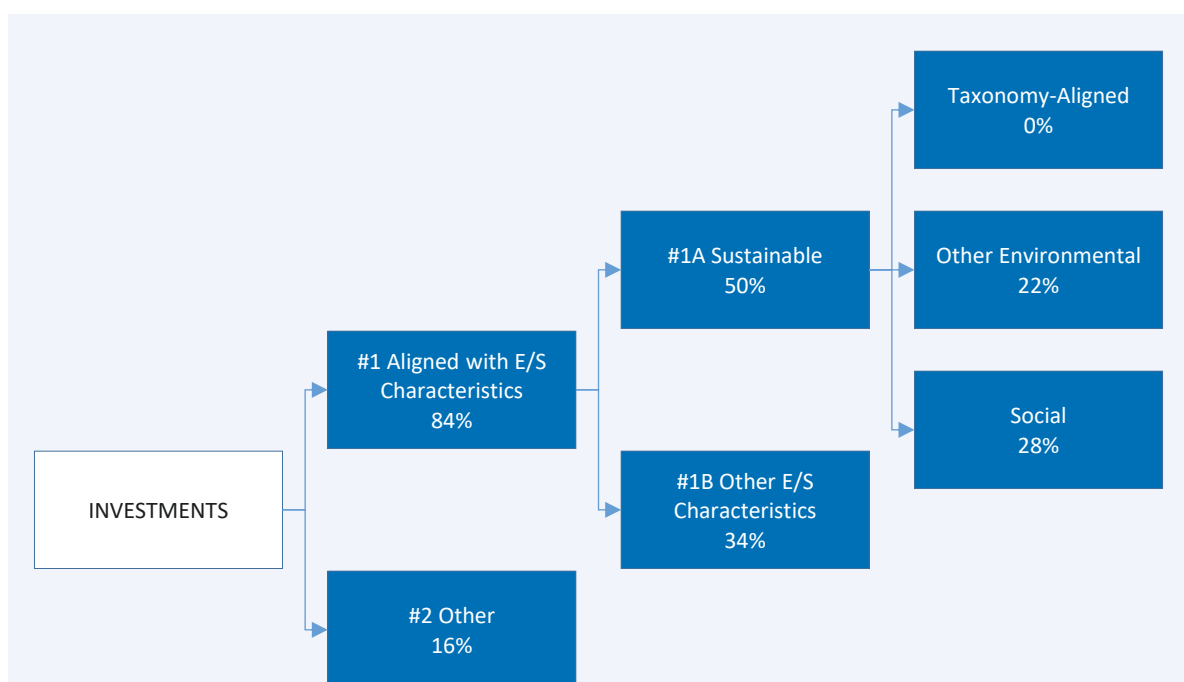 INVESTMENTS
#1 Aligned with E/S
Characteristics
84%
#2 Other
16%
#1A Sustainable
50%
#1B Other E/S
Characteristics
34%
Taxonomy-Aligned
0%
Other Environmental
22%
Social
28%